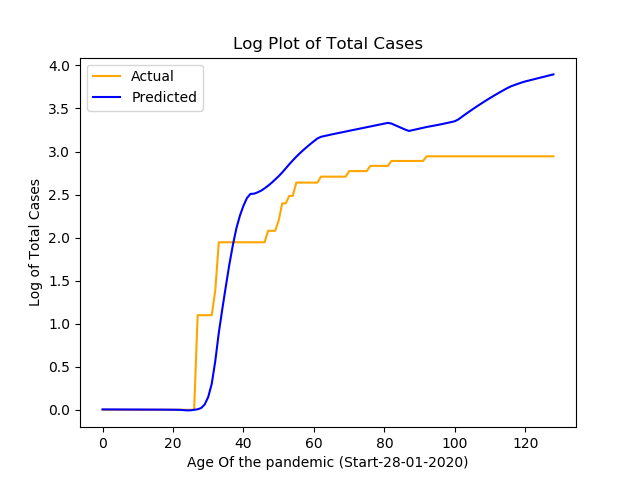 Log Plot of Total Cases
Actual
Predicted
4.0
3.5
3.0
2.5
2.0
1.5
1.0
0.5
0.0
Log of Total Cases
0 20 40 60 80 100 120
Age Of the pandemic (Start-28-01-2020)